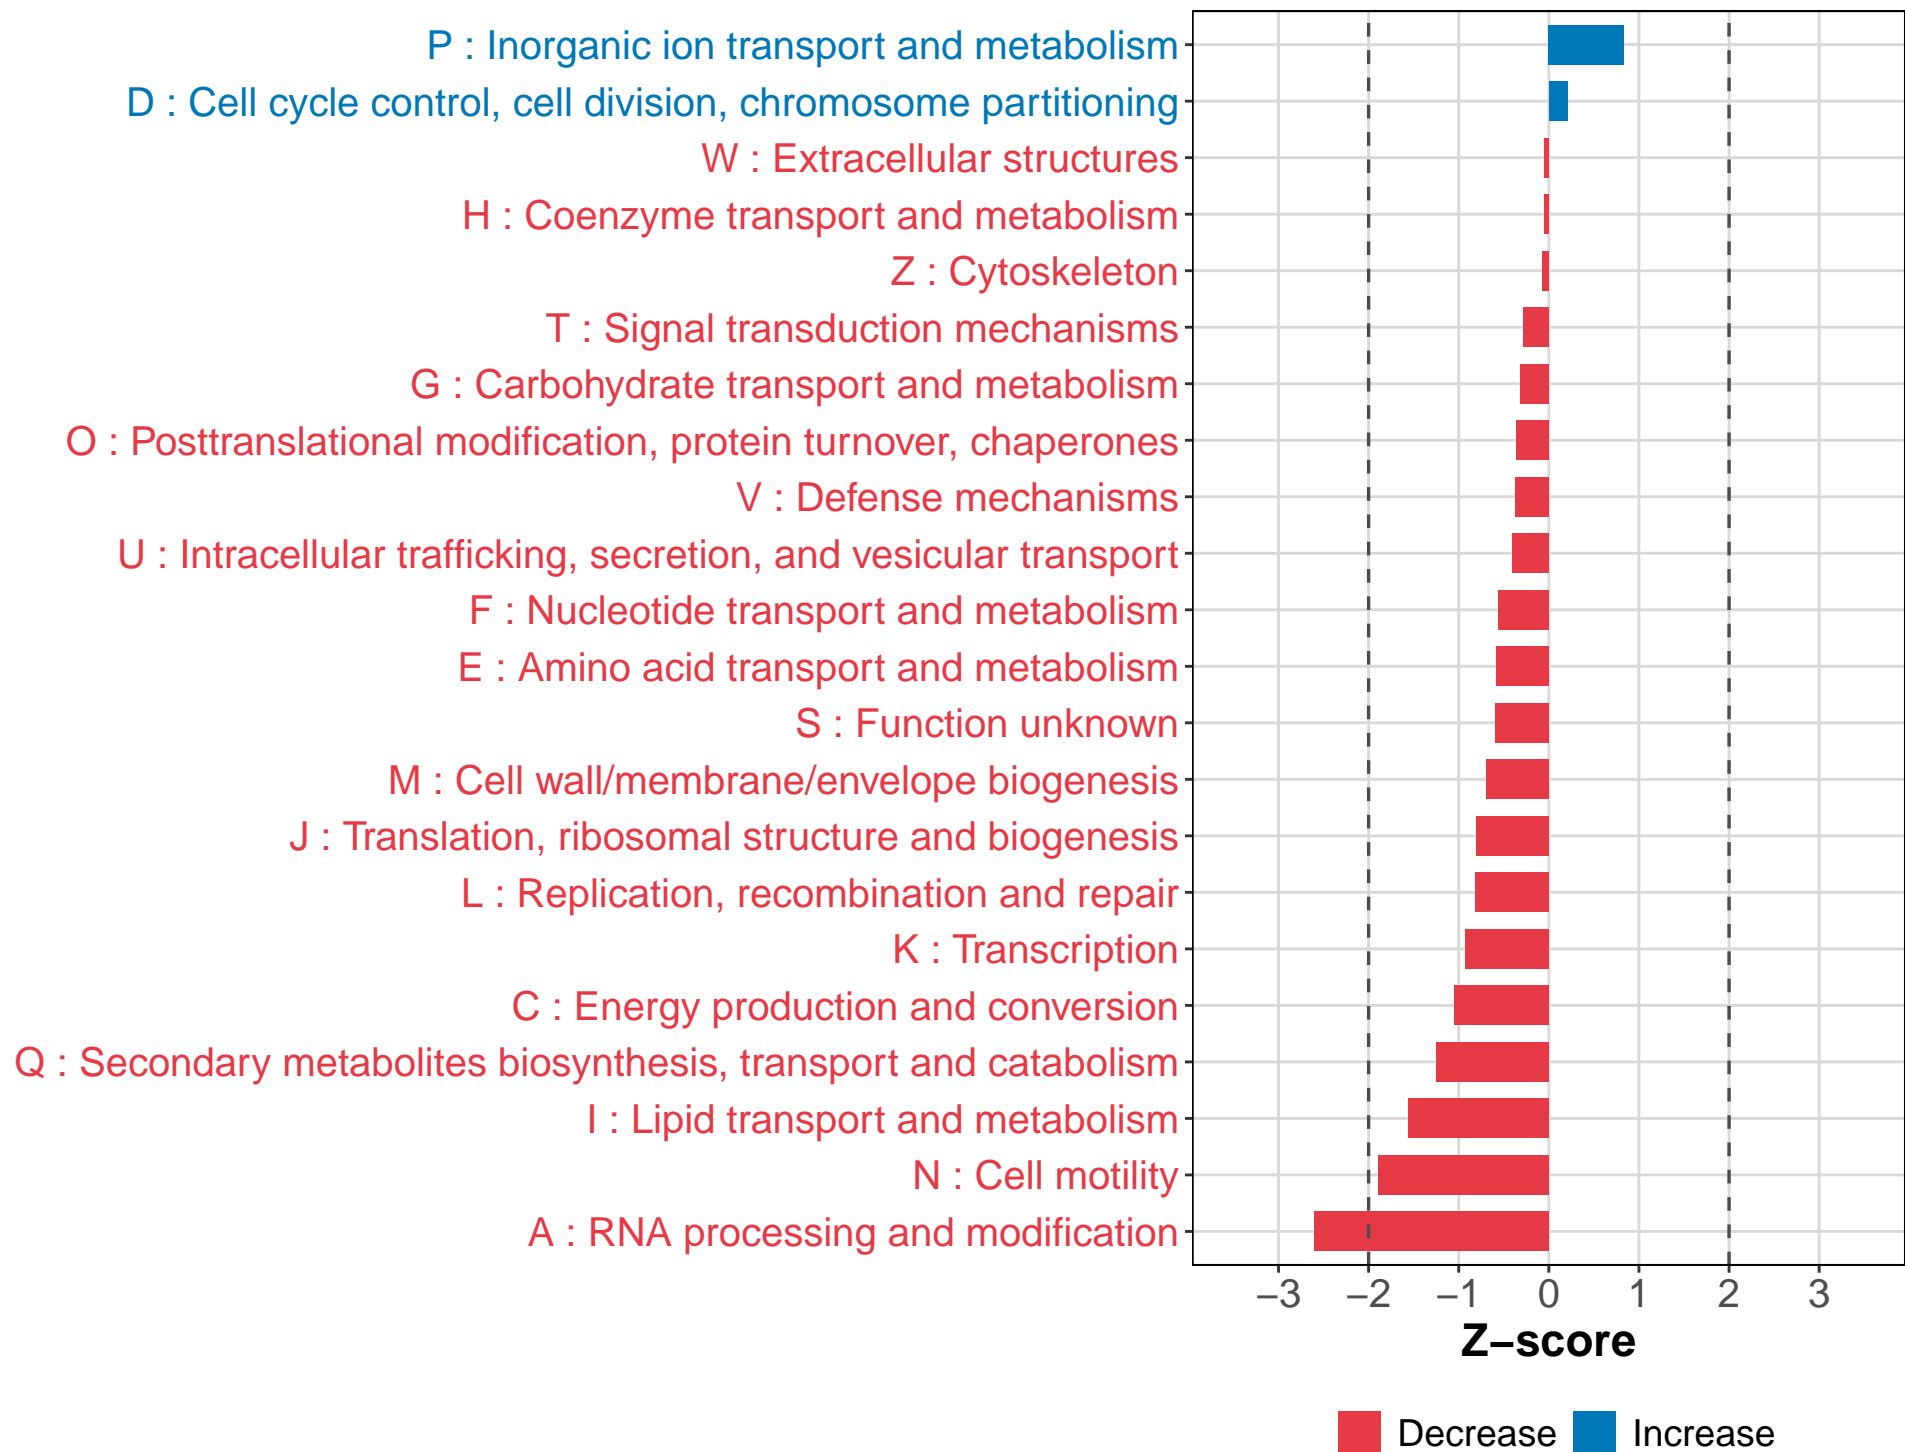 P : Inorganic ion transport and metabolism
D : Cell cycle control, cell division, chromosome partitioning
W : Extracellular structures
H : Coenzyme transport and metabolism
Z : Cytoskeleton
T : Signal transduction mechanisms
G : Carbohydrate transport and metabolism
O : Posttranslational modification, protein turnover, chaperones
V : Defense mechanisms
U : Intracellular trafficking, secretion, and vesicular transport
F : Nucleotide transport and metabolism
E : Amino acid transport and metabolism
S : Function unknown
M : Cell wall/membrane/envelope biogenesis
J : Translation, ribosomal structure and biogenesis
L : Replication, recombination and repair
K : Transcription
C : Energy production and conversion
Q : Secondary metabolites biosynthesis, transport and catabolism
I : Lipid transport and metabolism
N : Cell motility
A : RNA processing and modification
−3 −2 −1 0 1 2 3
Z−score
Decrease Increase